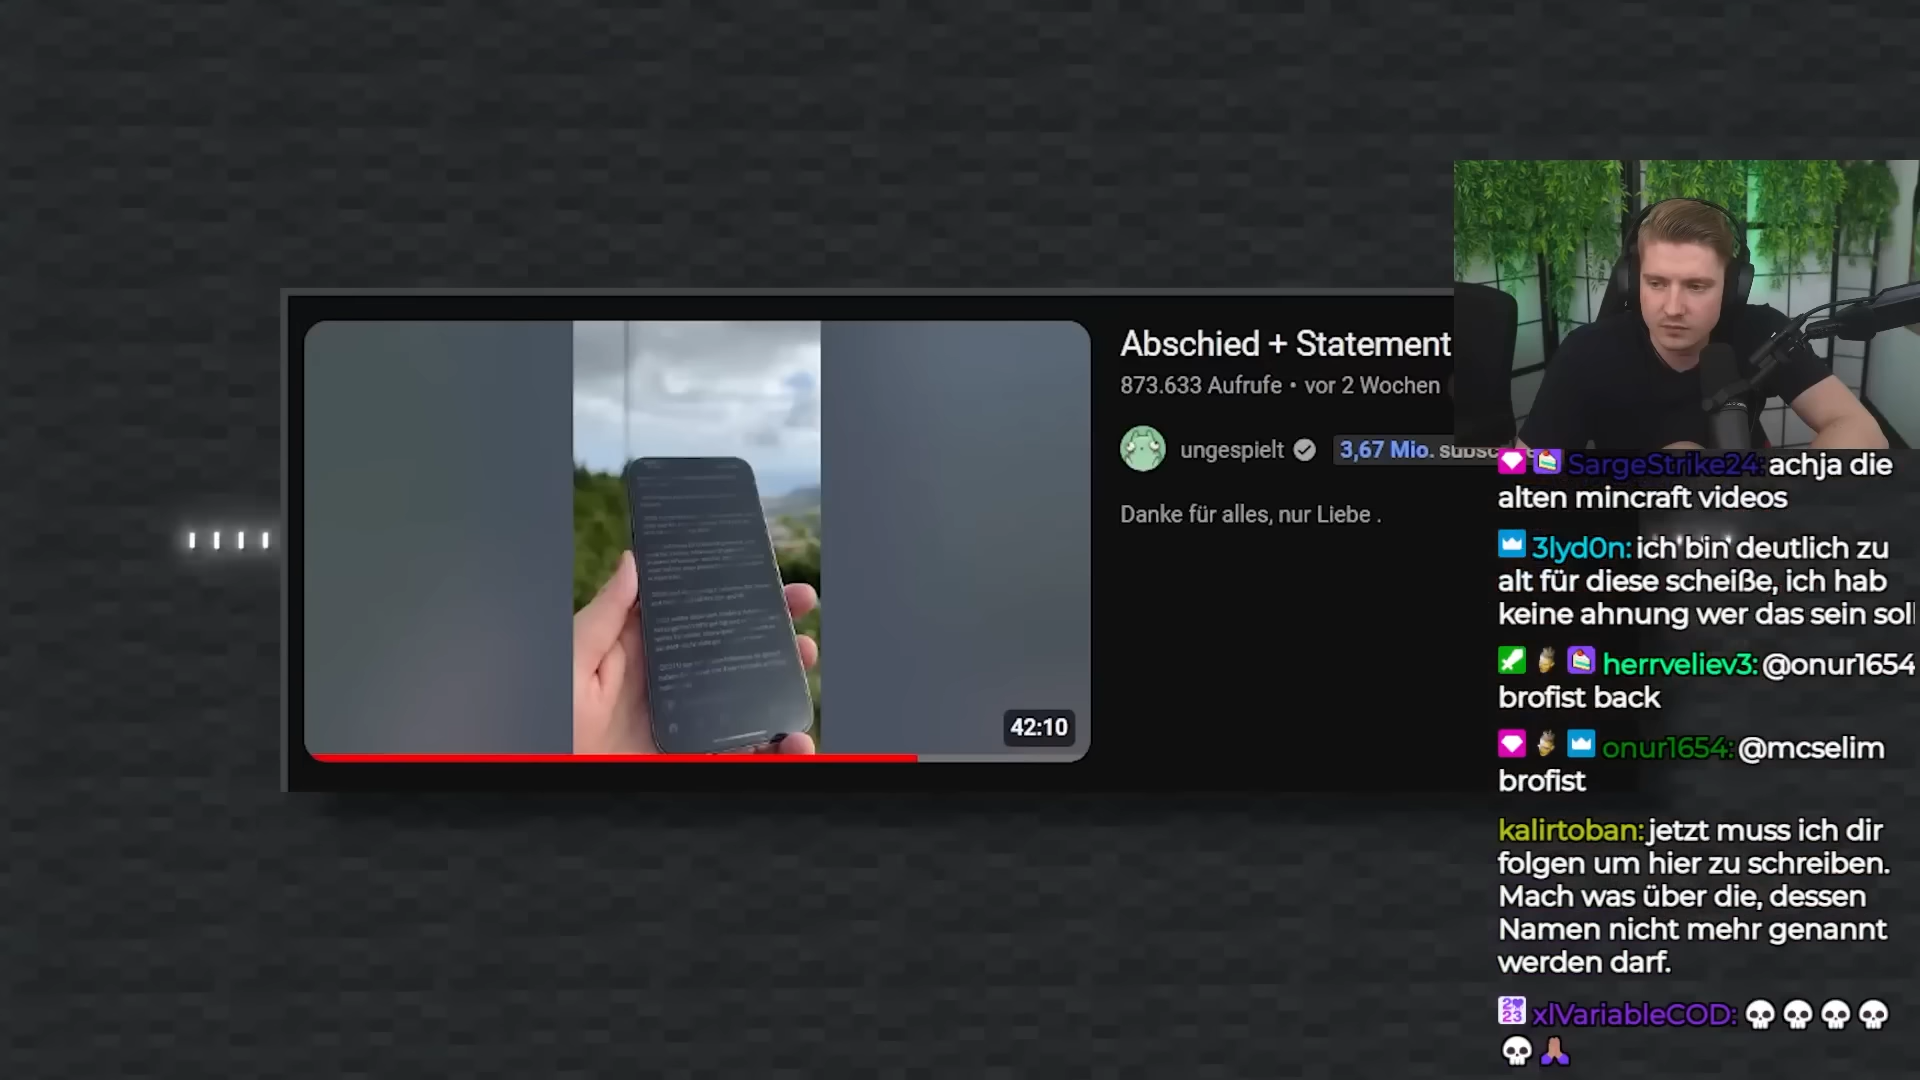 Abschied + Statement
873.633 Aufrufe • vor 2 Wochen
ungespielt
3,67 Mio. subsc
Danke für alles, nur Liebe .
42:10
SargeStrike24: achja die
alten mincraft videos
3lyd0n: ich bin deutlich zu
alt für diese scheiße, ich hab
keine ahnung wer das sein soll
herrveliev3: @onur1654
brofist back
onur1654: @mcselim
brofist
kalirtoban: jetzt muss ich dir
folgen um hier zu schreiben.
Mach was über die, dessen
Namen nicht mehr genannt
werden darf.
xlVariableCOD: